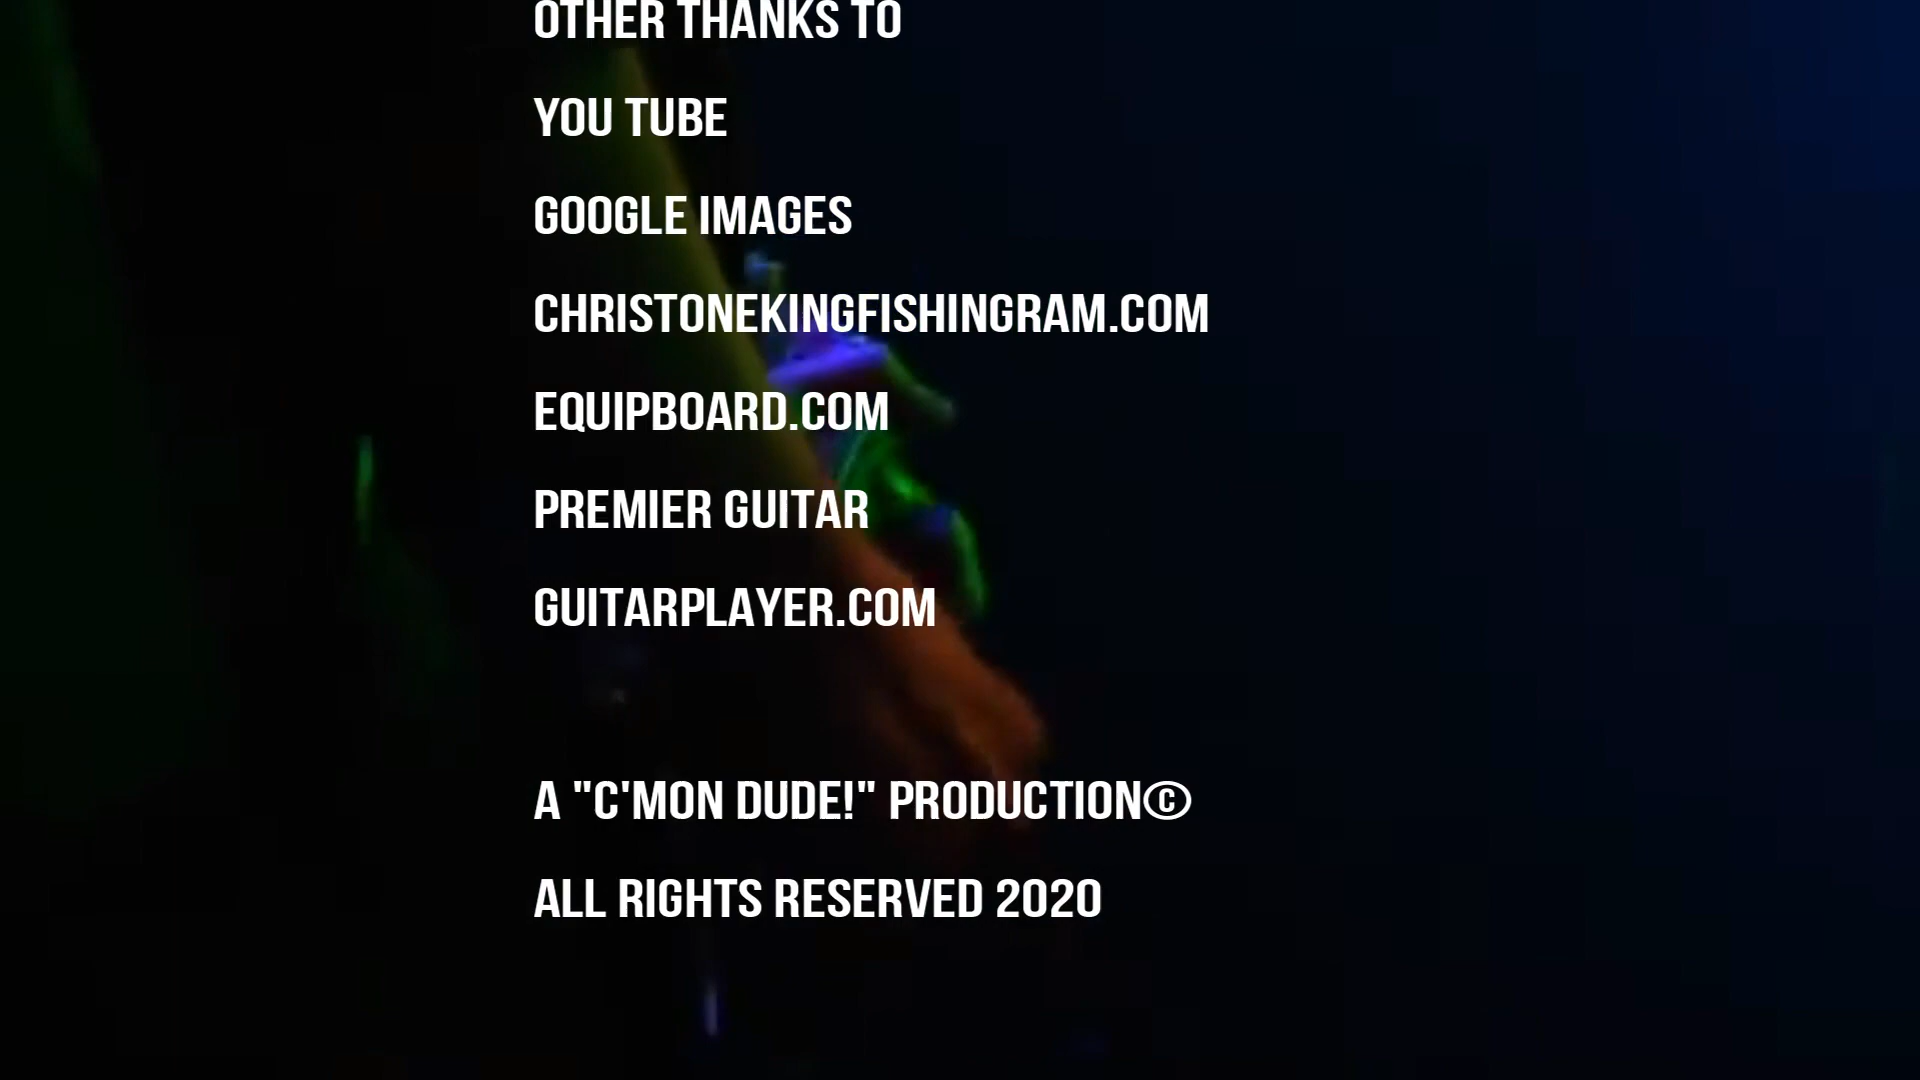 OTHER THANKS TO
YOU TUBE
GOOGLE IMAGES
CHRISTONEKINGFISHINGRAM.COM
EQUIPBOARD.COM
PREMIER GUITAR
GUITARPLAYER.COM
A "C'MON DUDE!" PRODUCTION©
ALL RIGHTS RESERVED 2020